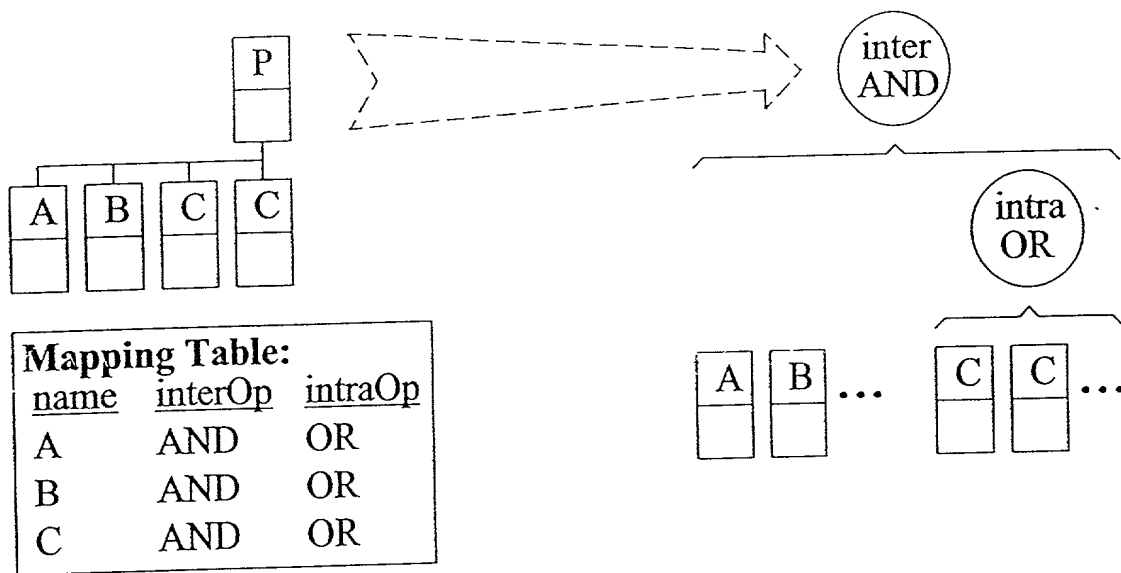 P
inter
AND
A B C C
intra
OR
Mapping Table:
name interOp intraOp
A AND OR
B AND OR
C AND OR
A B ... C C ...